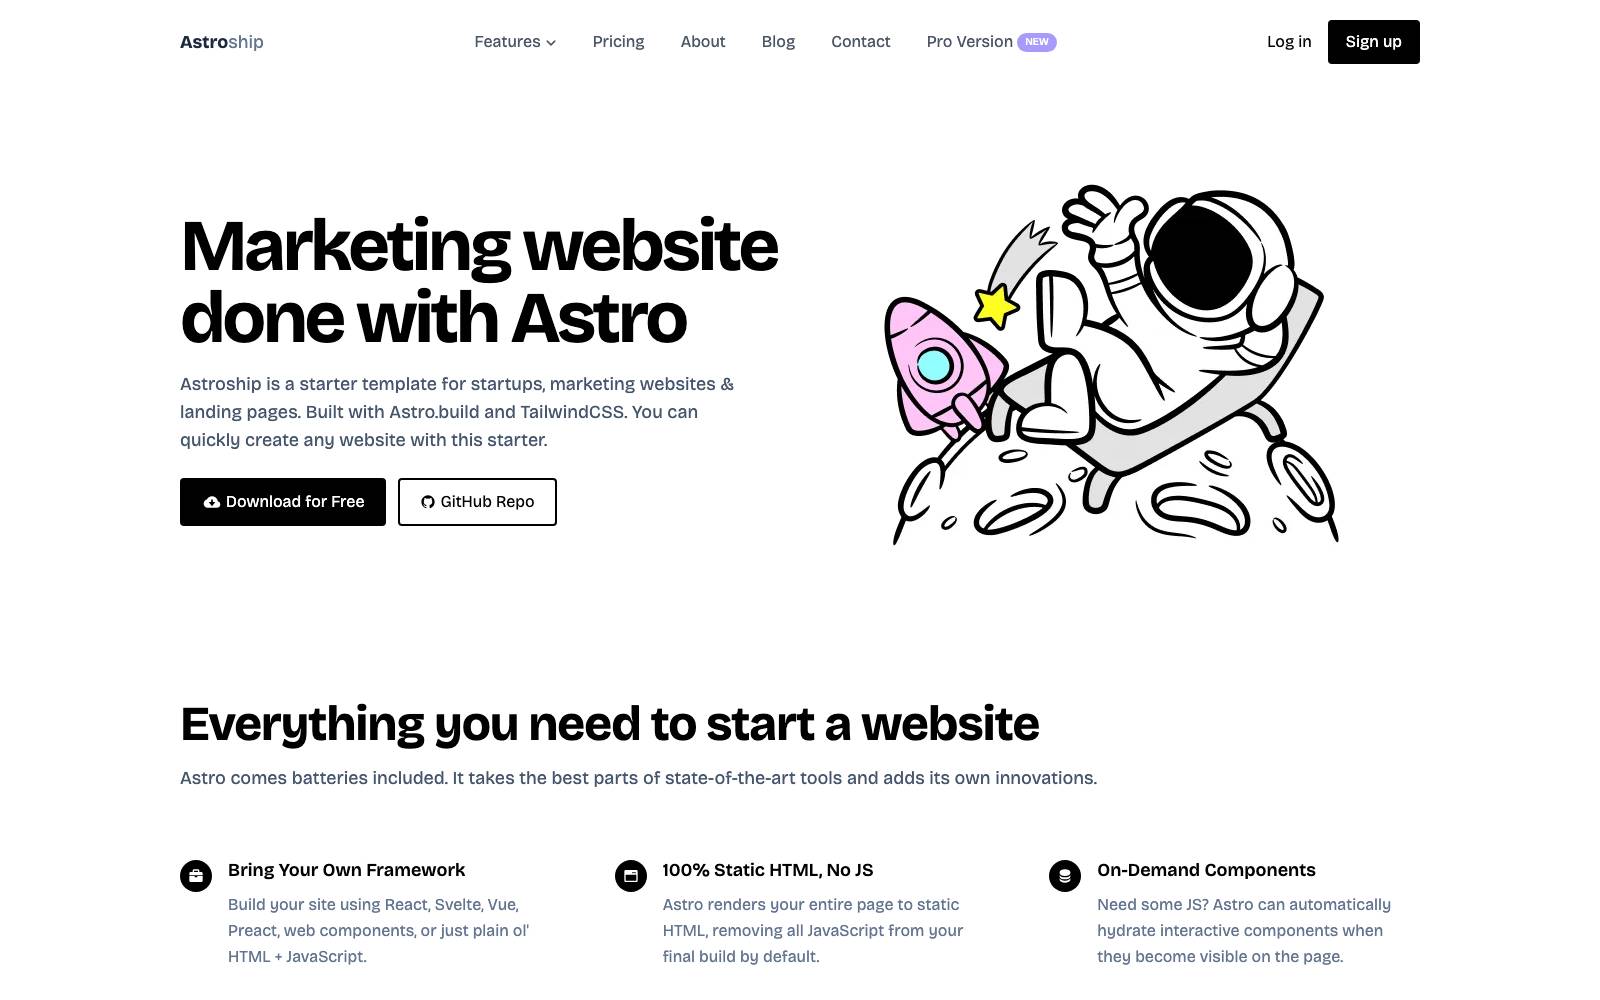 Astroship
Features
Pricing
About
Blog
Contact
Pro Version NEW
Log in
Sign up
Marketing website
done with Astro
Astroship is a starter template for startups, marketing websites &
landing pages. Built with Astro.build and TailwindCSS. You can
quickly create any website with this starter.
Download for Free
GitHub Repo
Everything you need to start a website
Astro comes batteries included. It takes the best parts of state-of-the-art tools and adds its own innovations.
Bring Your Own Framework
Build your site using React, Svelte, Vue,
Preact, web components, or just plain ol'
HTML + JavaScript.
100% Static HTML, No JS
Astro renders your entire page to static
HTML, removing all JavaScript from your
final build by default.
On-Demand Components
Need some JS? Astro can automatically
hydrate interactive components when
they become visible on the page.